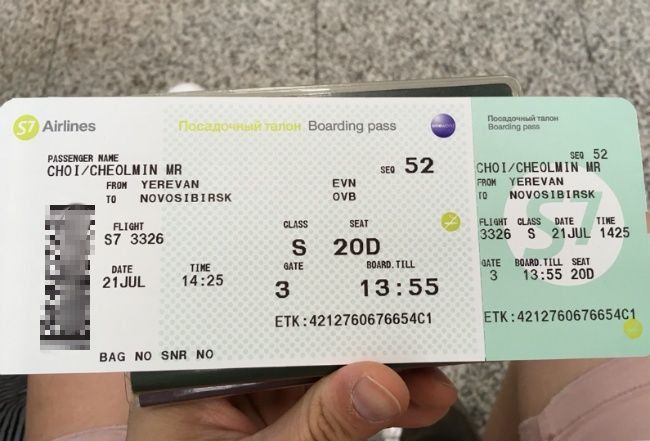 S7 Airlines
Посадочный талон Boarding pass
PASSENGER NAME
CHOI/CHEOLMIN MR
SEQ 52
FROM YEREVAN EVN
TO NOVOSIBIRSK OVB
FLIGHT CLASS SEAT
S7 3326 S 20D
DATE TIME GATE BOARD.TILL
21JUL 14:25 3 13:55
ETK:4212760676654C1
BAG NO SNR NO
Посадочный талон
Boarding pass
SEQ 52
CHOI/CHEOLMIN MR
FROM YEREVAN
TO NOVOSIBIRSK
S7
FLIGHT CLASS DATE TIME
3326 S 21JUL 1425
GATE BOARD.TILL SEAT
3 13:55 20D
ETK:4212760676654C1